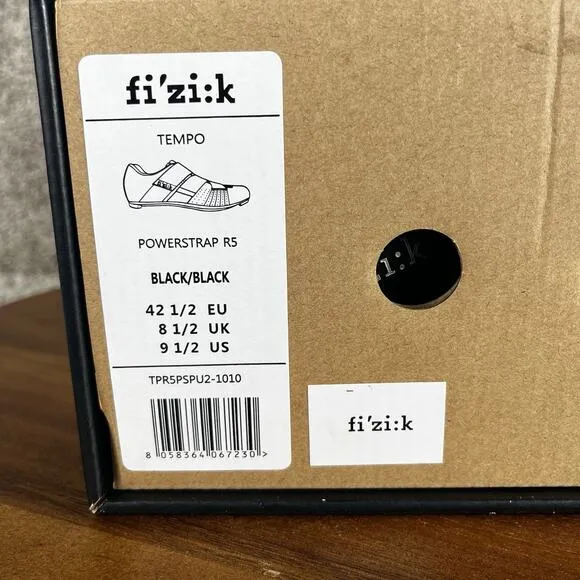 fi'zi:k
TEMPO
POWERSTRAP R5
BLACK/BLACK
42 1/2 EU
8 1/2 UK
9 1/2 US
TPR5PSPU2-1010
8 058364 067230 >
zi:k
fi'zi:k